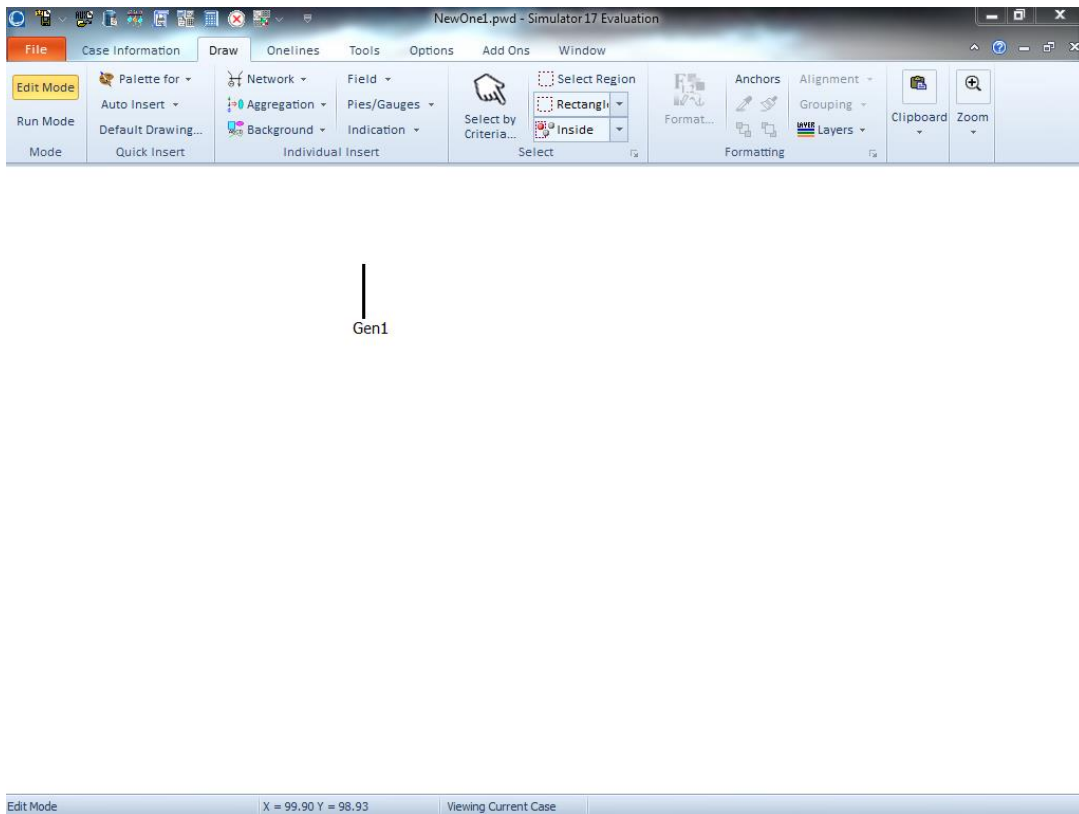 NewOne1.pwd - Simulator 17 Evaluation
File Case Information Draw Onelines Tools Options Add Ons Window
Edit Mode
Run Mode
Mode
Palette for
Auto Insert
Default Drawing...
Quick Insert
Network
Aggregation
Background
Field
Pies/Gauges
Indication
Individual Insert
Select by
Criteria...
Select Region
Rectangl
Inside
Select
Format...
Anchors
Alignment
Grouping
Layers
Formatting
Clipboard
Zoom
Gen1
Edit Mode X = 99.90 Y = 98.93 Viewing Current Case